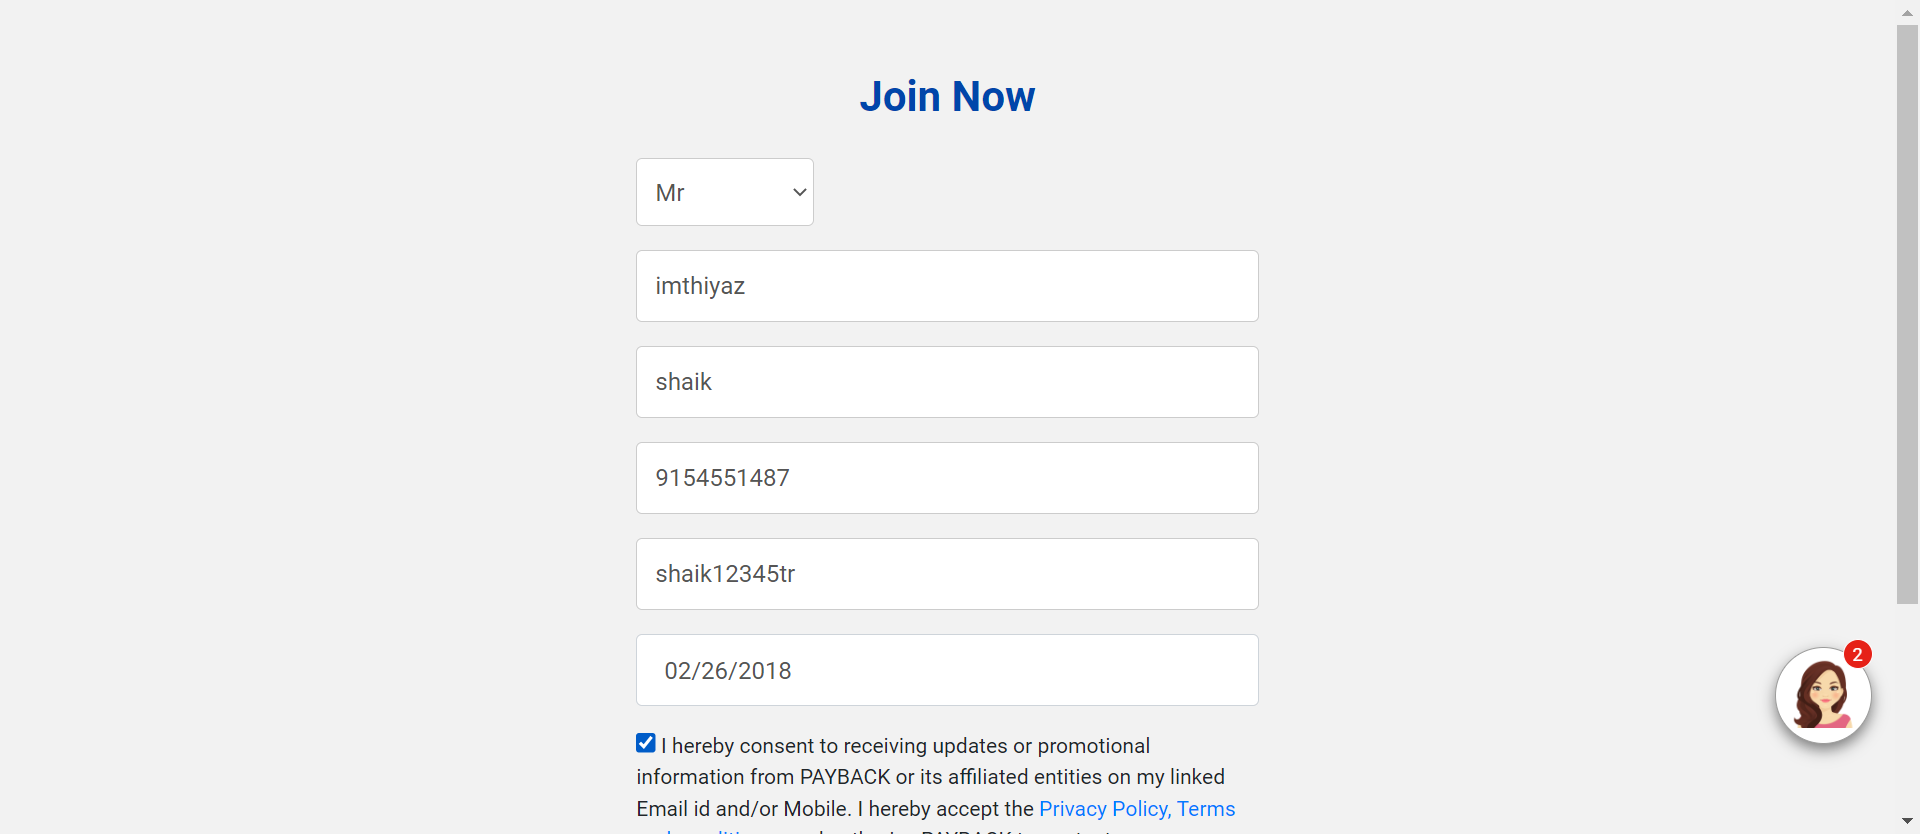 Join Now
Mr
imthiyaz
shaik
9154551487
shaik12345tr
02/26/2018
I hereby consent to receiving updates or promotional
information from PAYBACK or its affiliated entities on my linked
Email id and/or Mobile. I hereby accept the Privacy Policy, Terms
2